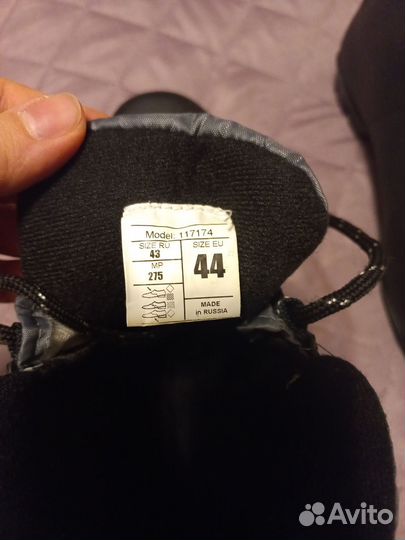 Model: 117174
SIZE RU
43
MP
275
SIZE EU
44
MADE
in RUSSIA
Avito